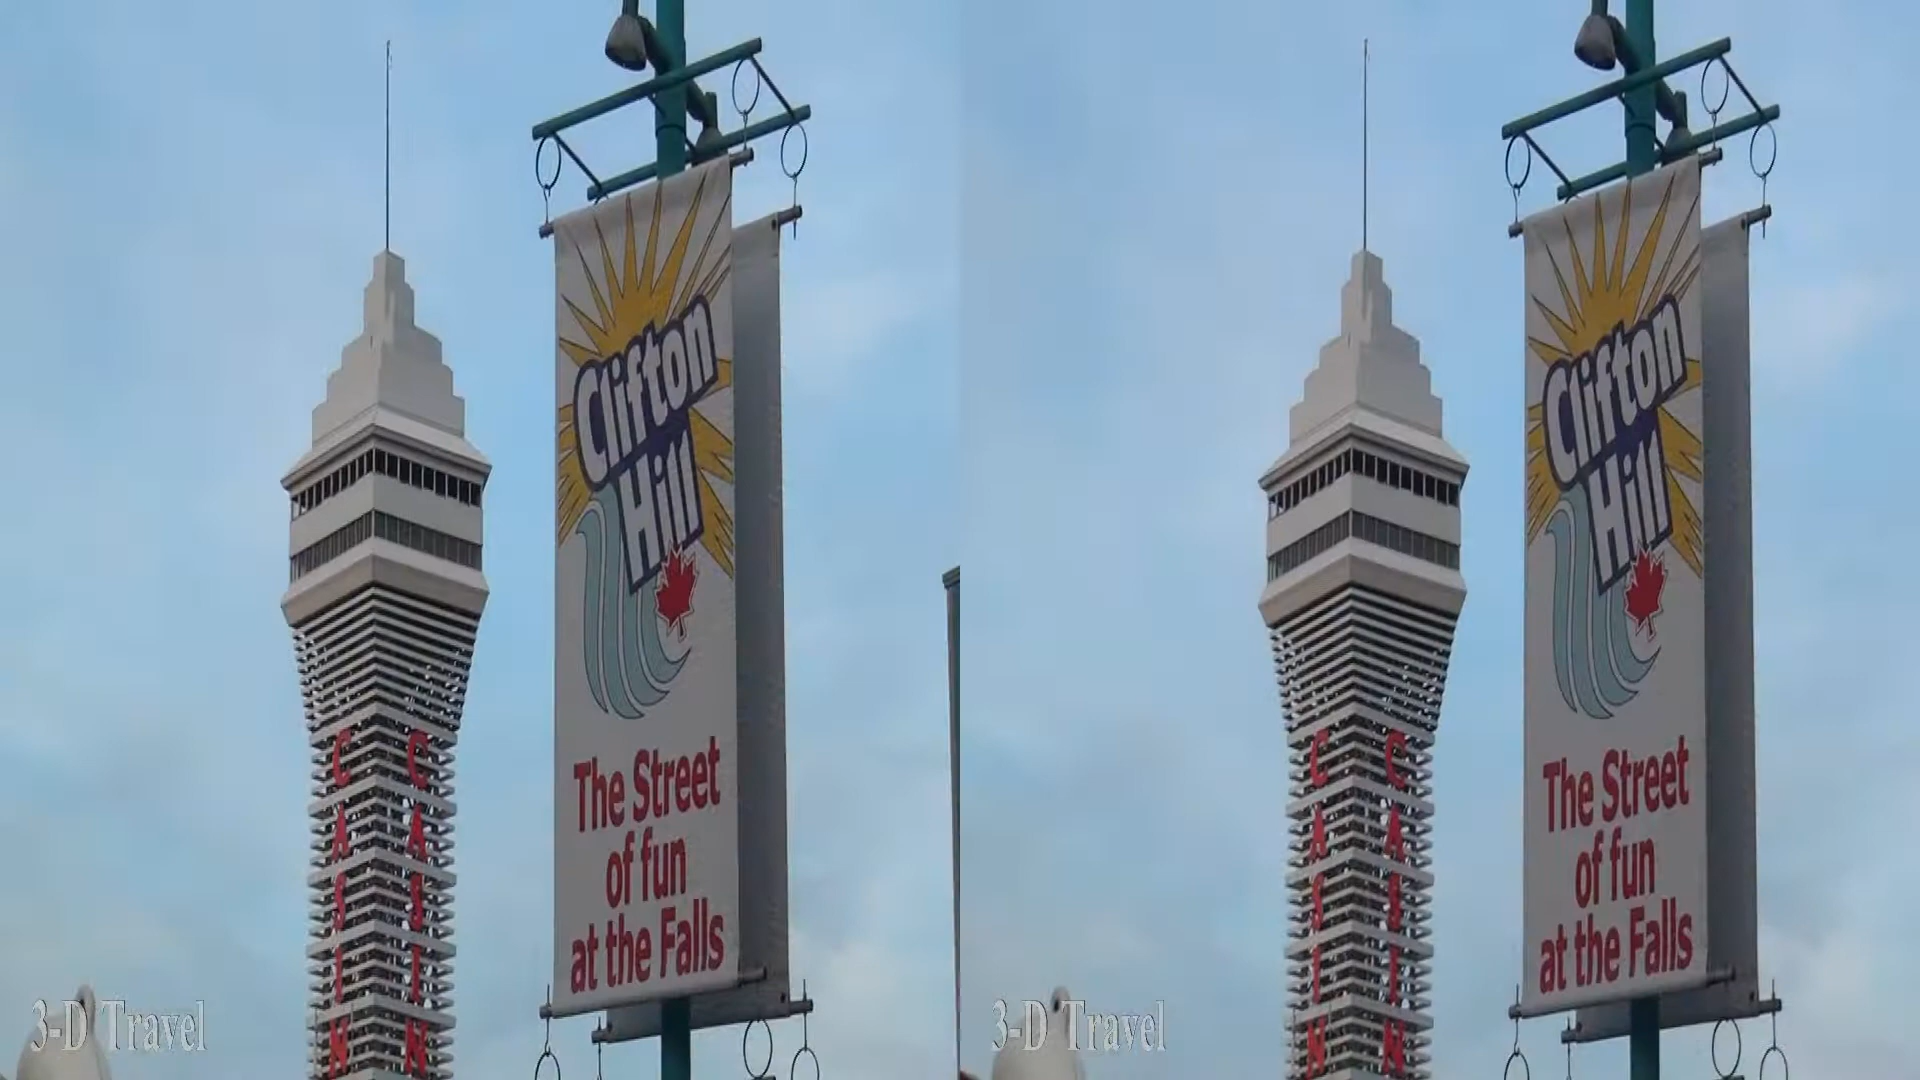 Clifton
Hill
The Street
of fun
at the Falls
CASIN
CASIN
3-D Travel
Clifton
Hill
The Street
of fun
at the Falls
CASIN
CASIN
3-D Travel